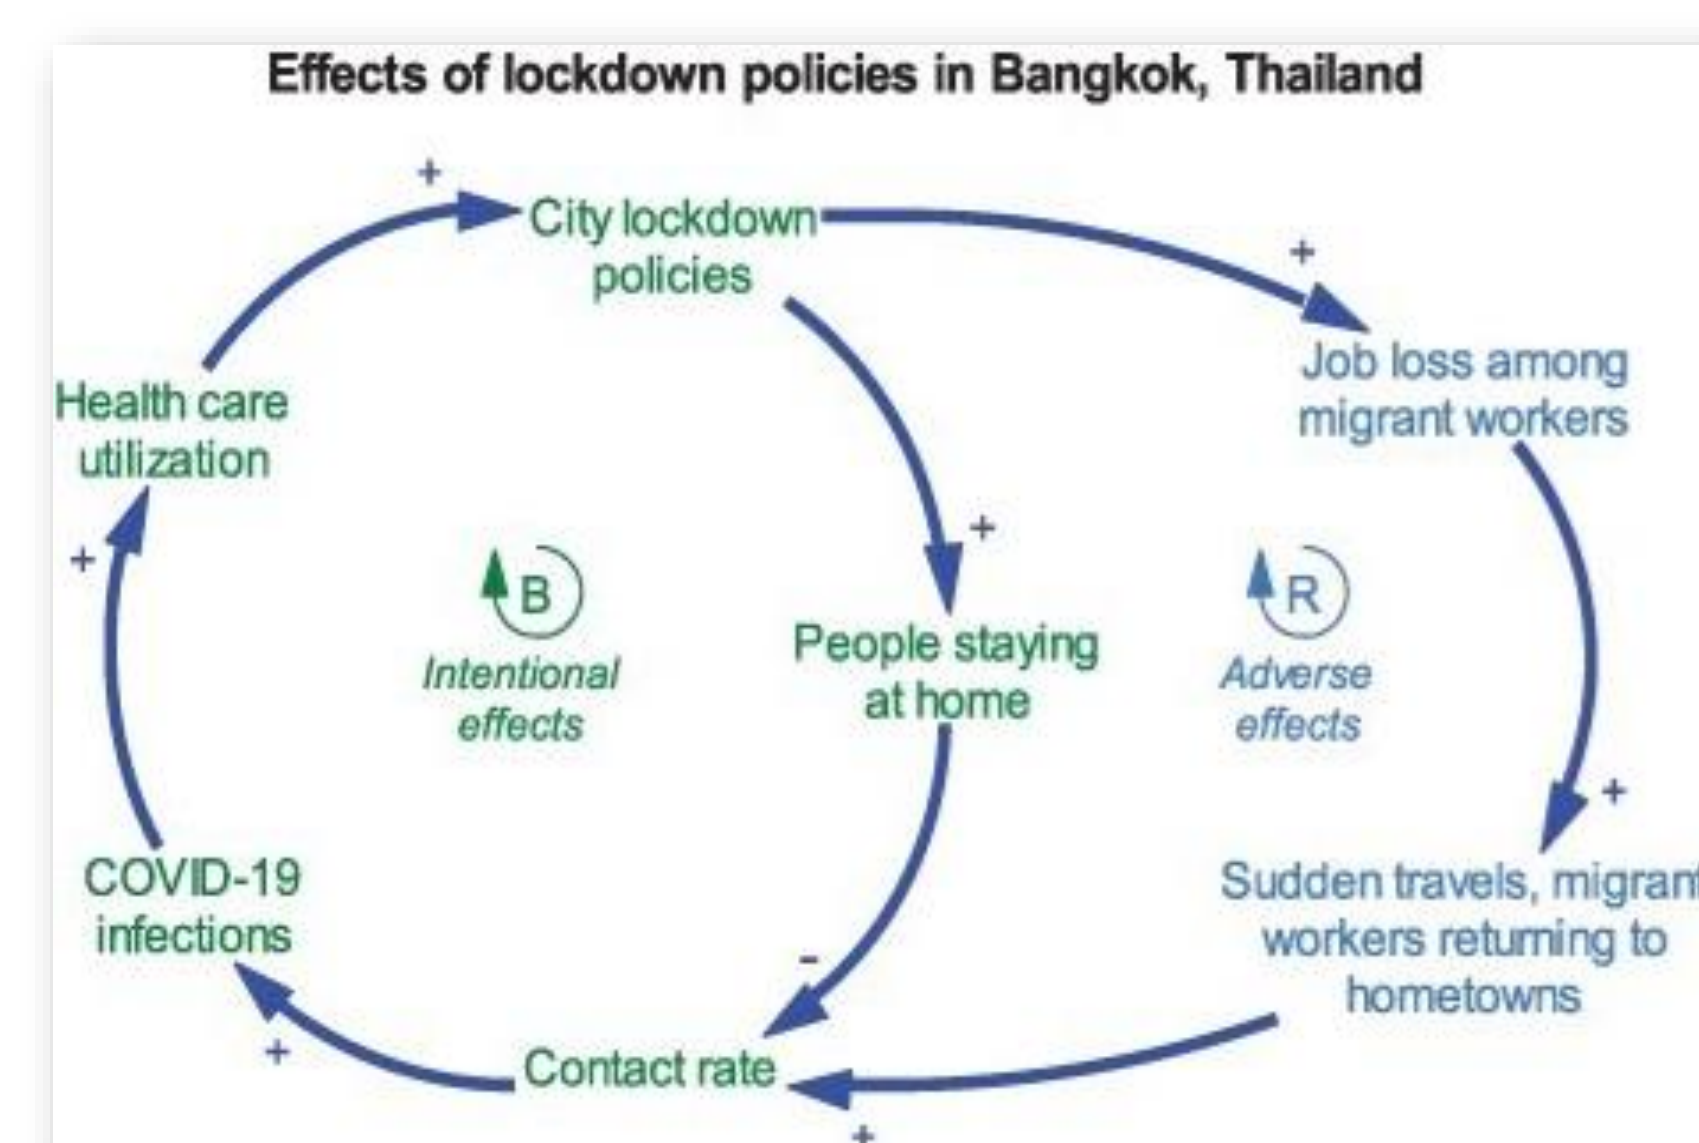 Effects of lockdown policies in Bangkok, Thailand
+
City lockdown
policies
+
Job loss among
migrant workers
Health care
utilization
+
+
B
Intentional
effects
People staying
at home
R
Adverse
effects
+
COVID-19
infections
Sudden travels, migrant
workers returning to
hometowns
-
+
Contact rate
+